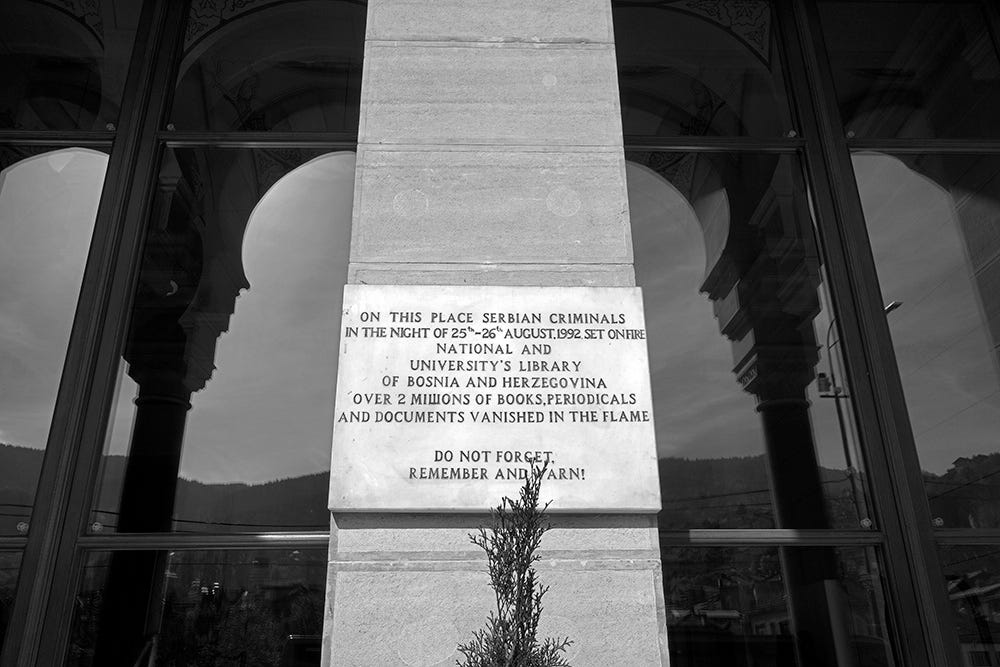 ON THIS PLACE SERBIAN CRIMINALS
IN THE NIGHT OF 25TH-26TH AUGUST,1992. SET ON FIRE
NATIONAL AND
UNIVERSITY'S LIBRARY
OF BOSNIA AND HERZEGOVINA
OVER 2 MILLIONS OF BOOKS,PERIODICALS
AND DOCUMENTS VANISHED IN THE FLAME
DO NOT FORGET,
REMEMBER AND WARN!